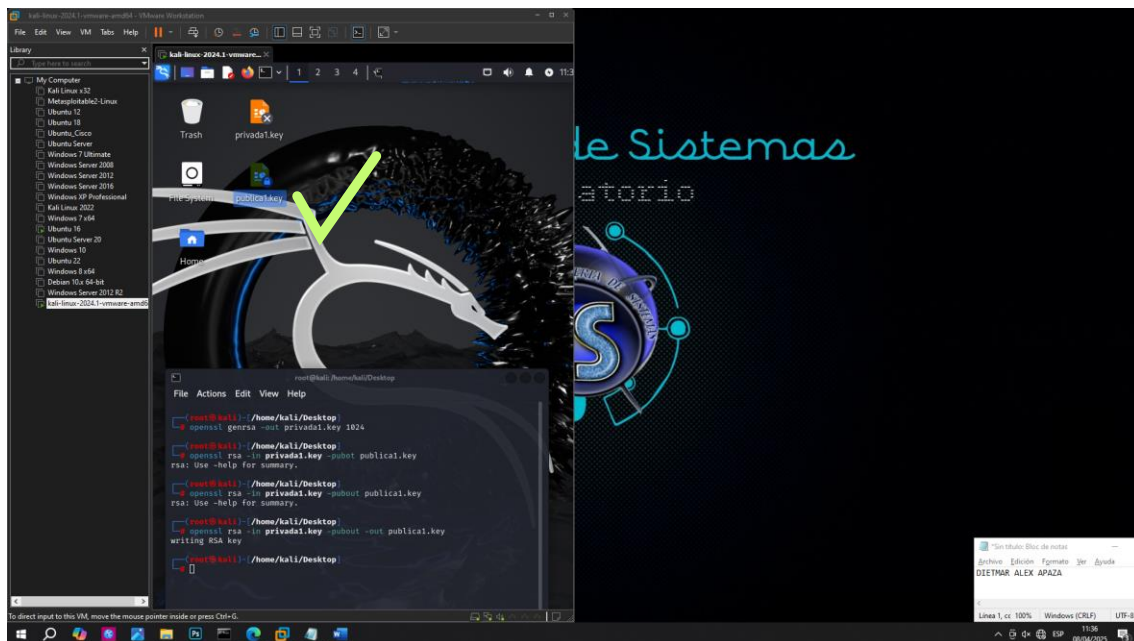 kali-linux-2024.1-vmware-amd64 - VMware Workstation
File Edit View VM Tabs Help
Library
Type here to search
My Computer
Kali Linux x32
Metasploitable2-Linux
Ubuntu 12
Ubuntu 18
Ubuntu_Cisco
Ubuntu Server
Windows 7 Ultimate
Windows Server 2008
Windows Server 2012
Windows Server 2016
Windows XP Professional
Kali Linux 2022
Windows 7 x64
Ubuntu 16
Ubuntu Server 20
Windows 10
Ubuntu 22
Windows 8 x64
Debian 10.x 64-bit
Windows Server 2012 R2
kali-linux-2024.1-vmware-amd6
kali-linux-2024.1-vmware...
1 2 3 4
11:3
Trash
privada1.key
File System
publica1.key
Home
root@kali: /home/kali/Desktop
File Actions Edit View Help
(root@kali)-[/home/kali/Desktop]
# openssl genrsa -out privada1.key 1024
(root@kali)-[/home/kali/Desktop]
# openssl rsa -in privada1.key -pubot publica1.key
rsa: Use -help for summary.
(root@kali)-[/home/kali/Desktop]
# openssl rsa -in privada1.key -pubout publica1.key
rsa: Use -help for summary.
(root@kali)-[/home/kali/Desktop]
# openssl rsa -in privada1.key -pubout -out publica1.key
writing RSA key
(root@kali)-[/home/kali/Desktop]
#
To direct input to this VM, move the mouse pointer inside or press Ctrl+G.
de Sistemas
atorio
DE SISTEMAS
S
*Sin título: Bloc de notas
Archivo Edición Formato Ver Ayuda
DIETMAR ALEX APAZA
Línea 1, cc 100% Windows (CRLF) UTF-8
ESP
11:36
08/04/2025